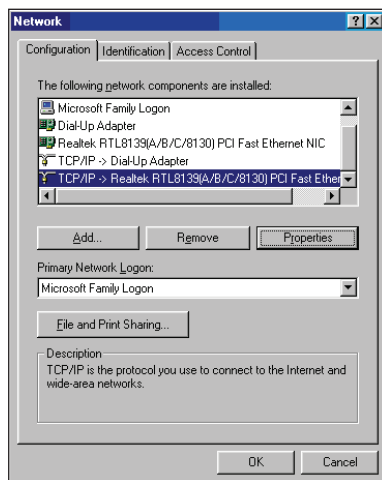 Network
Configuration Identification Access Control
The following network components are installed:
Microsoft Family Logon
Dial-Up Adapter
Realtek RTL8139(A/B/C/8130) PCI Fast Ethernet NIC
TCP/IP -> Dial-Up Adapter
TCP/IP -> Realtek RTL8139(A/B/C/8130) PCI Fast Ether
Add... Remove Properties
Primary Network Logon:
Microsoft Family Logon
File and Print Sharing...
Description
TCP/IP is the protocol you use to connect to the Internet and
wide-area networks.
OK Cancel